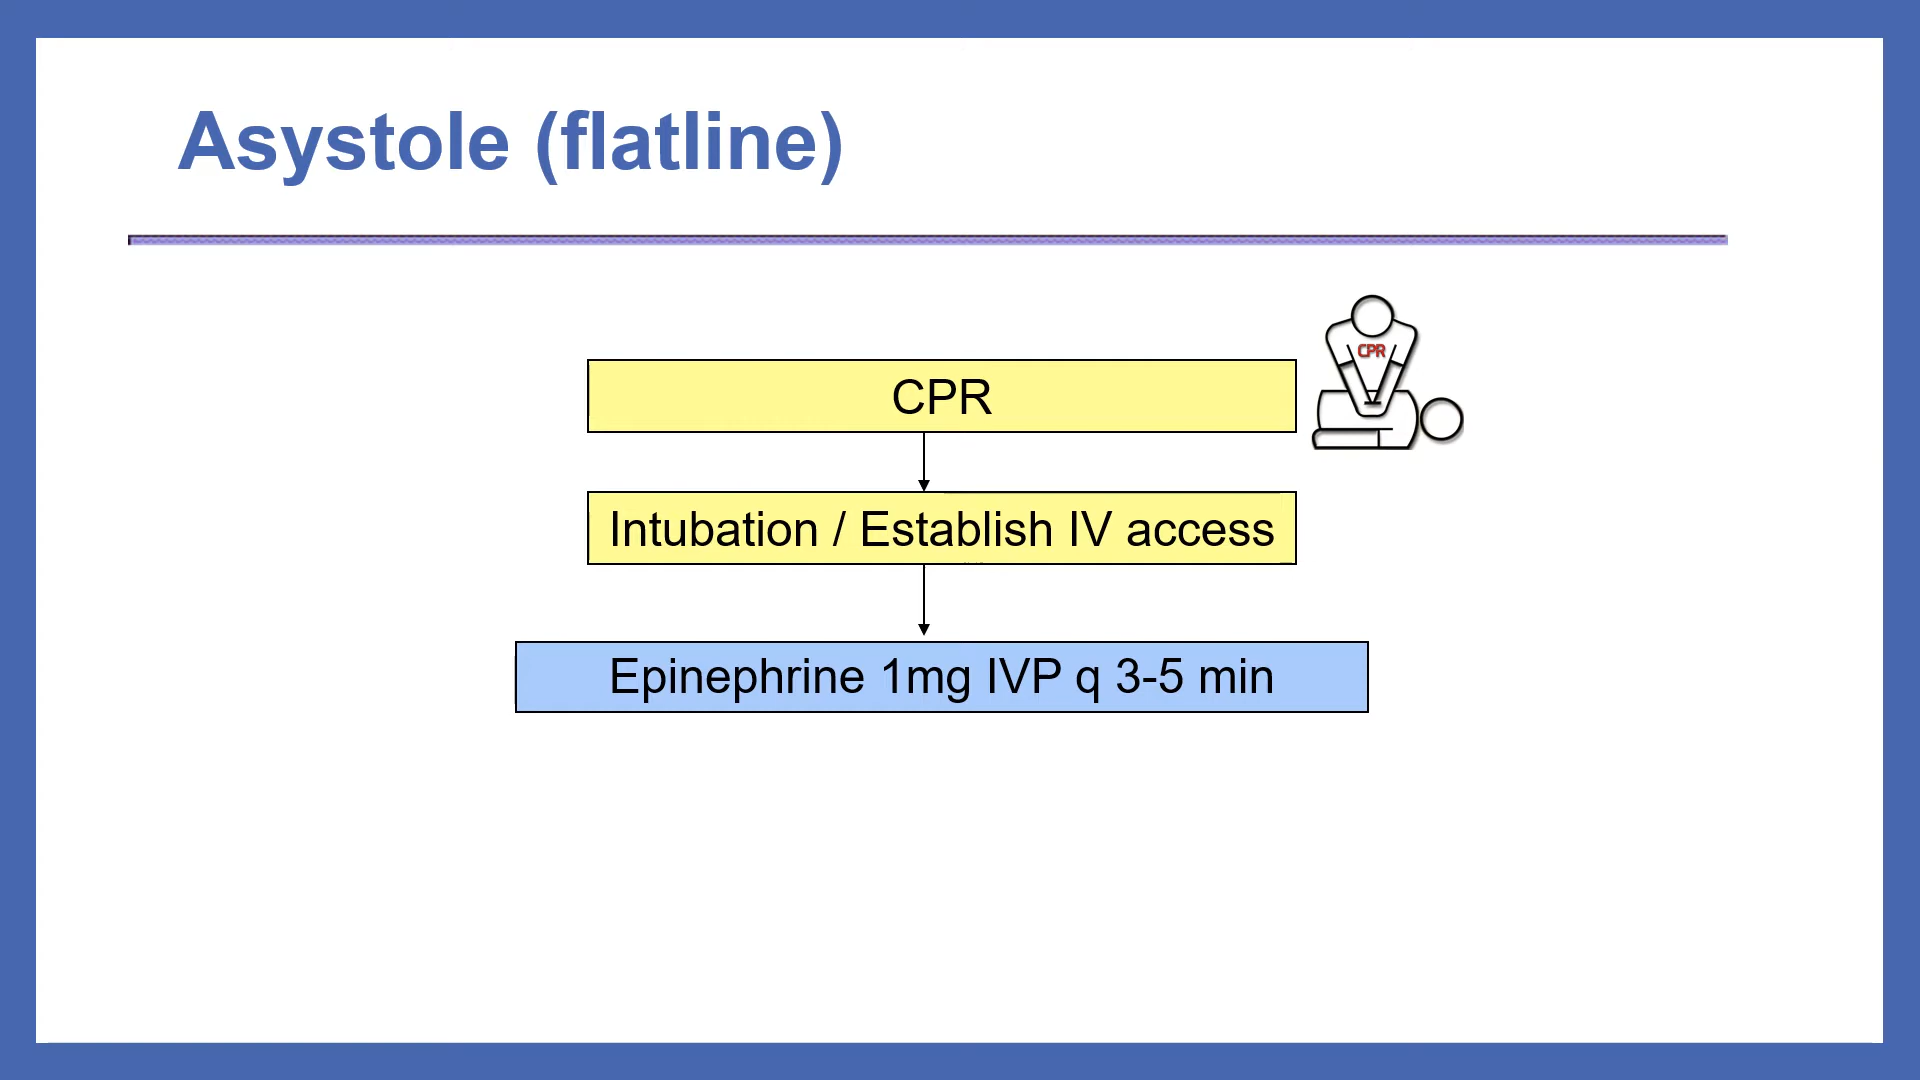 Asystole (flatline)
CPR
CPR
Intubation / Establish IV access
Epinephrine 1mg IVP q 3-5 min